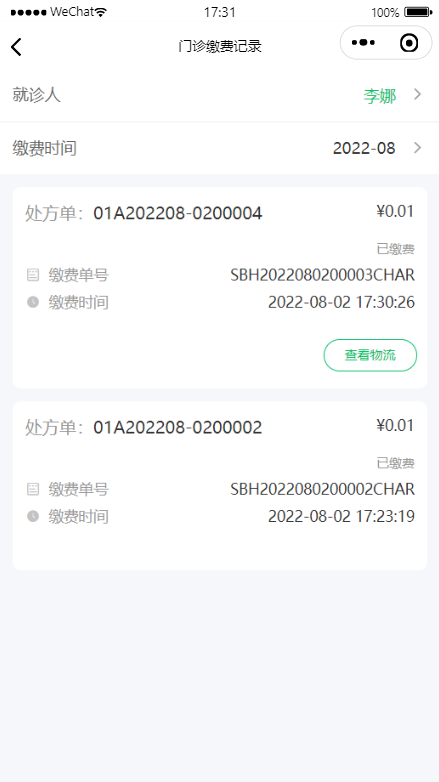 WeChat 17:31 100%
门诊缴费记录
就诊人 李娜
缴费时间 2022-08
处方单：01A202208-0200004 ¥0.01
已缴费
缴费单号 SBH2022080200003CHAR
缴费时间 2022-08-02 17:30:26
查看物流
处方单：01A202208-0200002 ¥0.01
已缴费
缴费单号 SBH2022080200002CHAR
缴费时间 2022-08-02 17:23:19